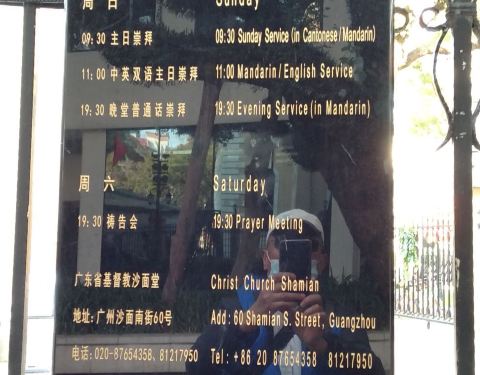 周 日 Sunday
09:30 主日崇拜 09:30 Sunday Service (in Cantonese/Mandarin)
11:00 中英双语主日崇拜 11:00 Mandarin/English Service
19:30 晚堂普通话崇拜 19:30 Evening Service (in Mandarin)
周 六 Saturday
19:30 祷告会 19:30 Prayer Meeting
广东省基督教沙面堂 Christ Church Shamian
地址: 广州沙面南街60号 Add : 60 Shamian S. Street, Guangzhou
电话: 020-87654358、81217950 Tel : +86 20 87654358 81217950